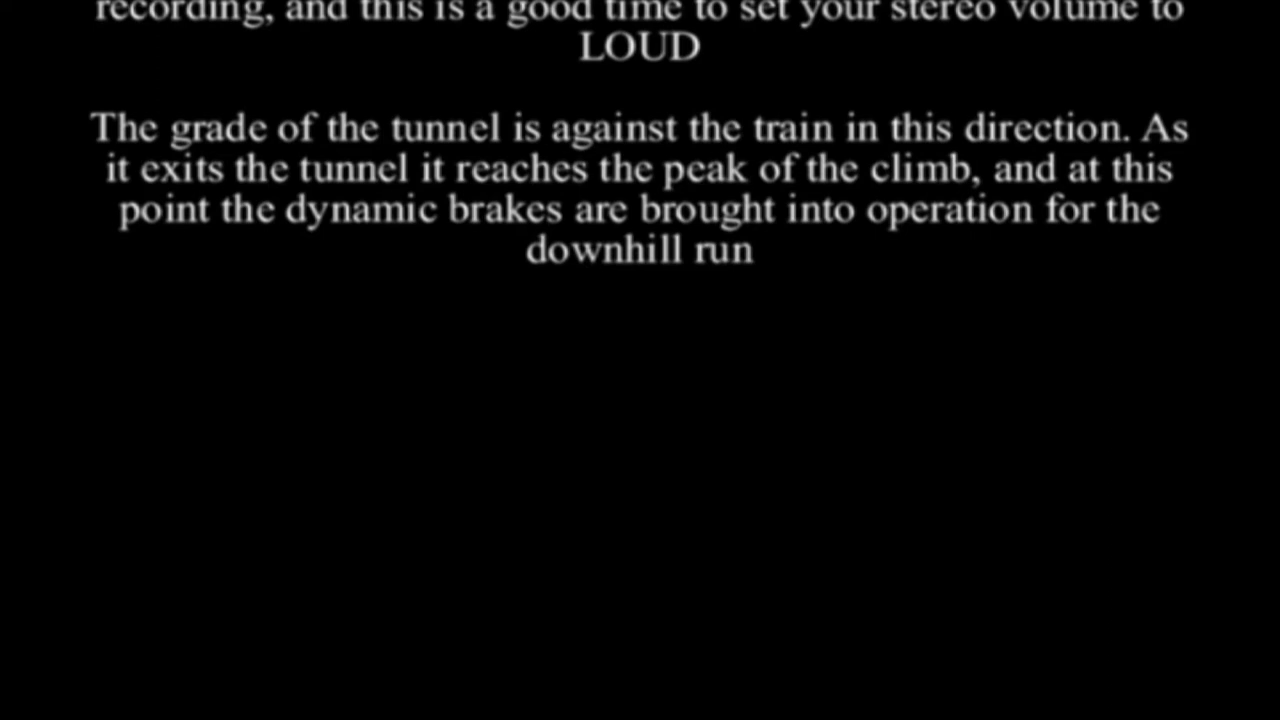 recording, and this is a good time to set your stereo volume to
LOUD
The grade of the tunnel is against the train in this direction. As
it exits the tunnel it reaches the peak of the climb, and at this
point the dynamic brakes are brought into operation for the
downhill run